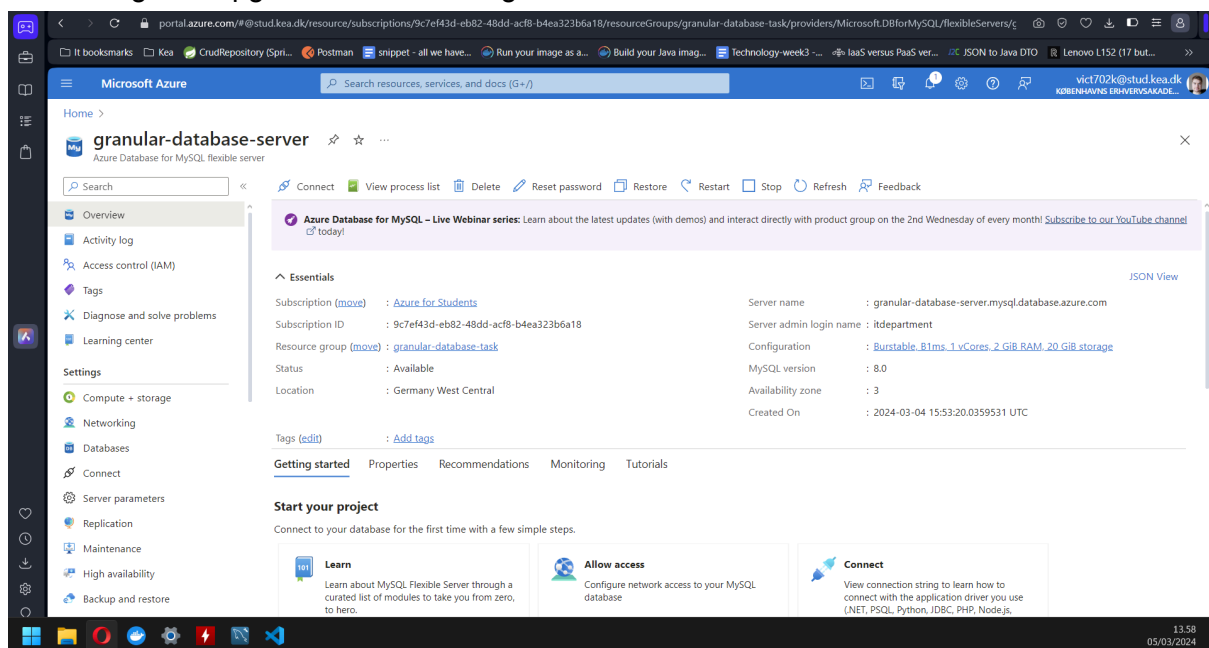 portal.azure.com/#@stud.kea.dk/resource/subscriptions/9c7ef43d-eb82-48dd-acf8-b4ea323b6a18/resourceGroups/granular-database-task/providers/Microsoft.DBforMySQL/flexibleServers/g
It booksmarks Kea CrudRepository (Spri... Postman snippet - all we have... Run your image as a... Build your Java imag... Technology-week3 -... IaaS versus PaaS ver... J2C JSON to Java DTO Lenovo L152 (17 but... »
Microsoft Azure Search resources, services, and docs (G+/) 1 vict702k@stud.kea.dk
KØBENHAVNS ERHVERVSAKADE...
Home >
granular-database-server ...
Azure Database for MySQL flexible server
Search « Connect View process list Delete Reset password Restore Restart Stop Refresh Feedback
Overview
Activity log
Access control (IAM)
Tags
Diagnose and solve problems
Learning center
Settings
Compute + storage
Networking
Databases
Connect
Server parameters
Replication
Maintenance
High availability
Backup and restore
Azure Database for MySQL – Live Webinar series: Learn about the latest updates (with demos) and interact directly with product group on the 2nd Wednesday of every month! Subscribe to our YouTube channel
today!
Essentials JSON View
Subscription (move) : Azure for Students
Subscription ID : 9c7ef43d-eb82-48dd-acf8-b4ea323b6a18
Resource group (move) : granular-database-task
Status : Available
Location : Germany West Central
Server name : granular-database-server.mysql.database.azure.com
Server admin login name : itdepartment
Configuration : Burstable, B1ms, 1 vCores, 2 GiB RAM, 20 GiB storage
MySQL version : 8.0
Availability zone : 3
Created On : 2024-03-04 15:53:20.0359531 UTC
Tags (edit) : Add tags
Getting started Properties Recommendations Monitoring Tutorials
Start your project
Connect to your database for the first time with a few simple steps.
101
Learn
Learn about MySQL Flexible Server through a
curated list of modules to take you from zero,
to hero.
Allow access
Configure network access to your MySQL
database
Connect
View connection string to learn how to
connect with the application driver you use
(.NET, PSQL, Python, JDBC, PHP, Node.js,
13.58
05/03/2024